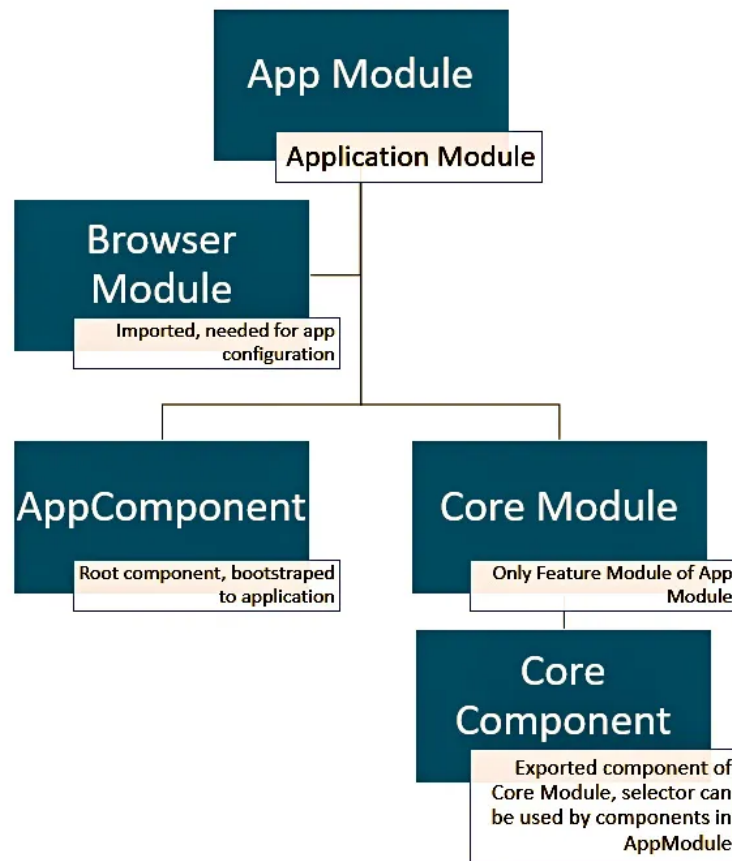 App Module
Application Module
Browser
Module
Imported, needed for app
configuration
AppComponent
Root component, bootstraped
to application
Core Module
Only Feature Module of App
Module
Core
Component
Exported component of
Core Module, selector can
be used by components in
AppModule